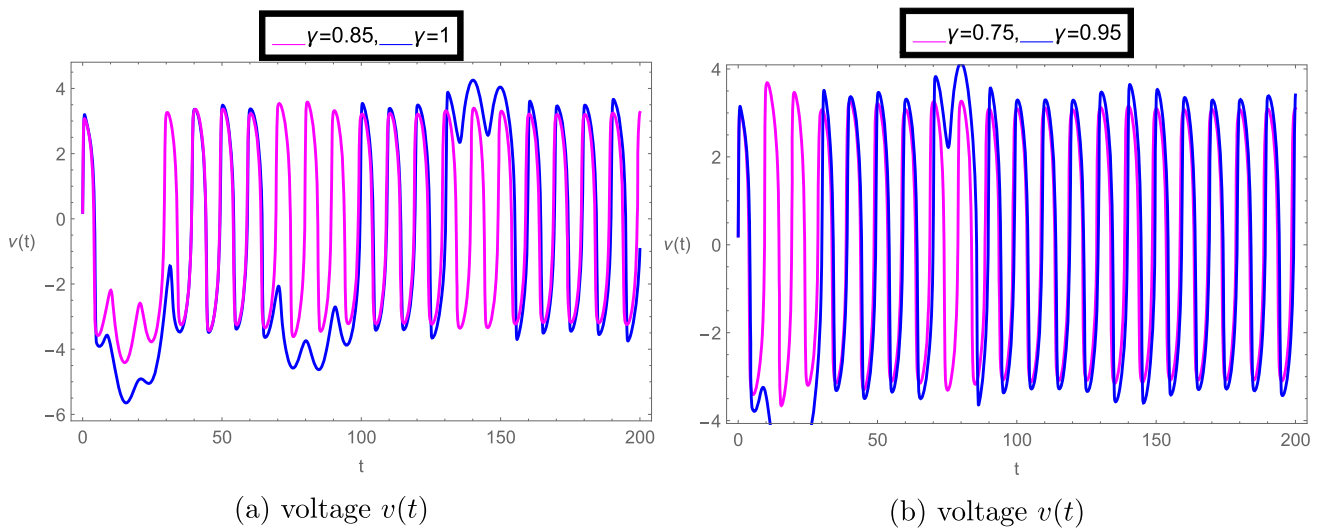 γ=0.85, γ=1
4
2
0
−2
−4
−6
v(t)
0 50 100 150 200
t
(a) voltage v(t)
γ=0.75, γ=0.95
4
2
0
−2
−4
v(t)
0 50 100 150 200
t
(b) voltage v(t)